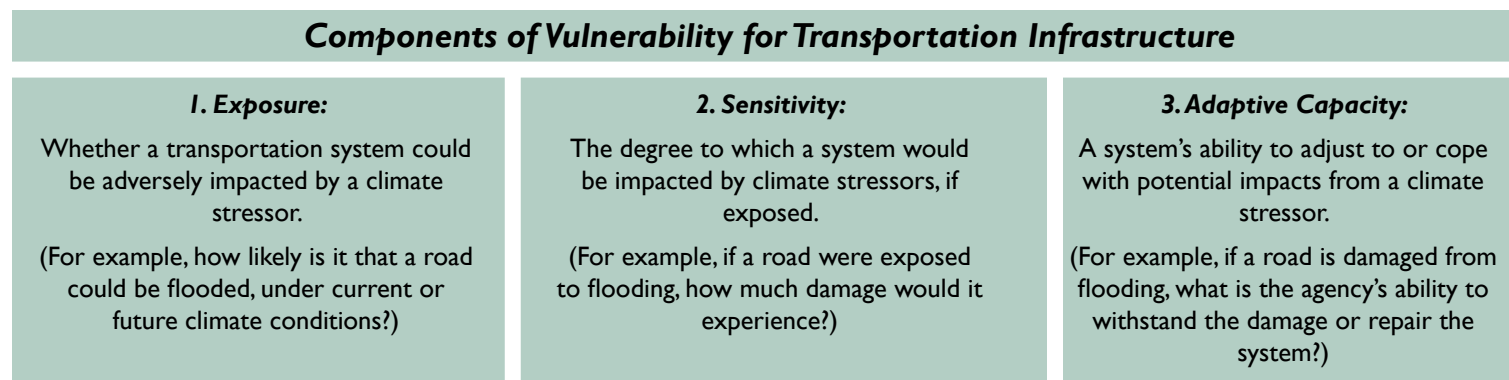 Components of Vulnerability for Transportation Infrastructure
1. Exposure:
Whether a transportation system could
be adversely impacted by a climate
stressor.
(For example, how likely is it that a road
could be flooded, under current or
future climate conditions?)
2. Sensitivity:
The degree to which a system would
be impacted by climate stressors, if
exposed.
(For example, if a road were exposed
to flooding, how much damage would it
experience?)
3. Adaptive Capacity:
A system's ability to adjust to or cope
with potential impacts from a climate
stressor.
(For example, if a road is damaged from
flooding, what is the agency's ability to
withstand the damage or repair the
system?)